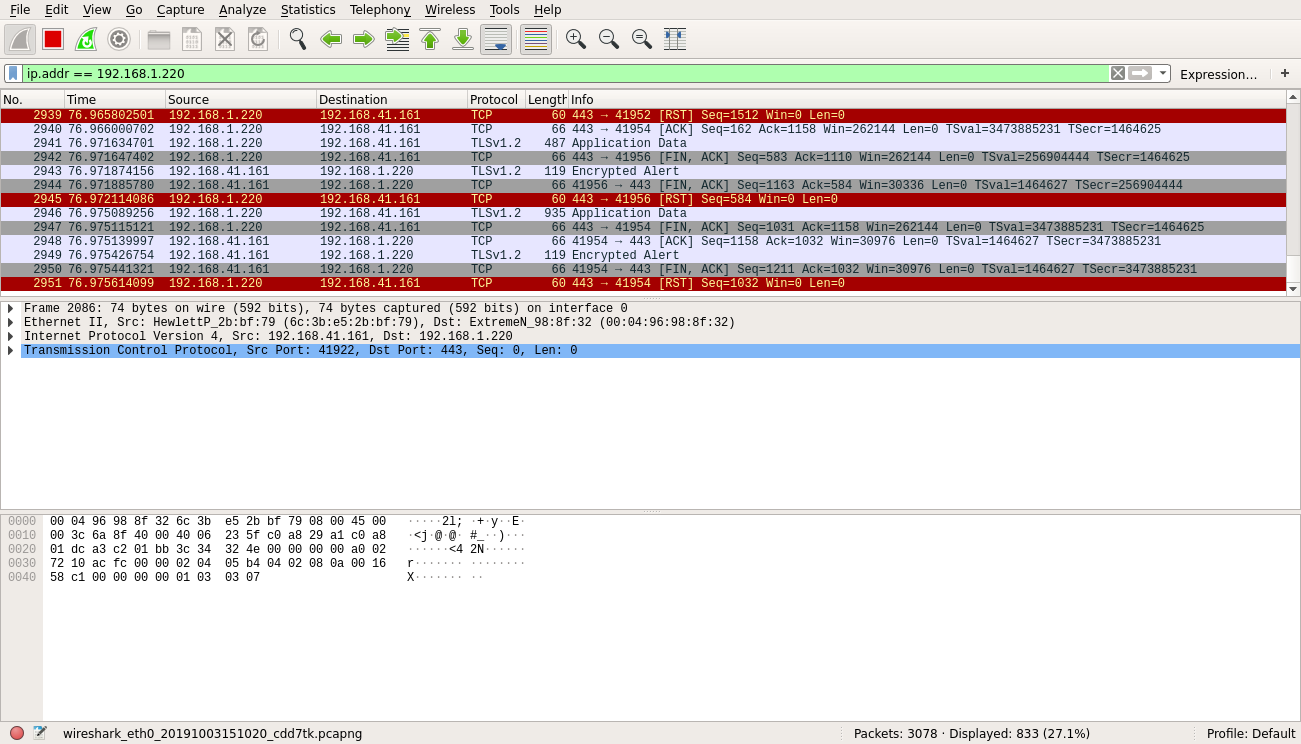 File Edit View Go Capture Analyze Statistics Telephony Wireless Tools Help
ip.addr == 192.168.1.220 Expression… +
No. Time Source Destination Protocol Length Info
2939 76.965802501 192.168.1.220 192.168.41.161 TCP 60 443 → 41952 [RST] Seq=1512 Win=0 Len=0
2940 76.966000702 192.168.1.220 192.168.41.161 TCP 66 443 → 41954 [ACK] Seq=162 Ack=1158 Win=262144 Len=0 TSval=3473885231 TSecr=1464625
2941 76.971634701 192.168.1.220 192.168.41.161 TLSv1.2 487 Application Data
2942 76.971647402 192.168.1.220 192.168.41.161 TCP 66 443 → 41956 [FIN, ACK] Seq=583 Ack=1110 Win=262144 Len=0 TSval=256904444 TSecr=1464625
2943 76.971874156 192.168.41.161 192.168.1.220 TLSv1.2 119 Encrypted Alert
2944 76.971885780 192.168.41.161 192.168.1.220 TCP 66 41956 → 443 [FIN, ACK] Seq=1163 Ack=584 Win=30336 Len=0 TSval=1464627 TSecr=256904444
2945 76.972114086 192.168.1.220 192.168.41.161 TCP 60 443 → 41956 [RST] Seq=584 Win=0 Len=0
2946 76.975089256 192.168.1.220 192.168.41.161 TLSv1.2 935 Application Data
2947 76.975115121 192.168.1.220 192.168.41.161 TCP 66 443 → 41954 [FIN, ACK] Seq=1031 Ack=1158 Win=262144 Len=0 TSval=3473885231 TSecr=1464625
2948 76.975139997 192.168.41.161 192.168.1.220 TCP 66 41954 → 443 [ACK] Seq=1158 Ack=1032 Win=30976 Len=0 TSval=1464627 TSecr=3473885231
2949 76.975426754 192.168.41.161 192.168.1.220 TLSv1.2 119 Encrypted Alert
2950 76.975441321 192.168.41.161 192.168.1.220 TCP 66 41954 → 443 [FIN, ACK] Seq=1211 Ack=1032 Win=30976 Len=0 TSval=1464627 TSecr=3473885231
2951 76.975614099 192.168.1.220 192.168.41.161 TCP 60 443 → 41954 [RST] Seq=1032 Win=0 Len=0
Frame 2086: 74 bytes on wire (592 bits), 74 bytes captured (592 bits) on interface 0
Ethernet II, Src: HewlettP_2b:bf:79 (6c:3b:e5:2b:bf:79), Dst: ExtremeN_98:8f:32 (00:04:96:98:8f:32)
Internet Protocol Version 4, Src: 192.168.41.161, Dst: 192.168.1.220
Transmission Control Protocol, Src Port: 41922, Dst Port: 443, Seq: 0, Len: 0
0000 00 04 96 98 8f 32 6c 3b e5 2b bf 79 08 00 45 00 ·····2l; ·+·y··E·
0010 00 3c 6a 8f 40 00 40 06 23 5f c0 a8 29 a1 c0 a8 ·<j·@·@· #_··)···
0020 01 dc a3 c2 01 bb 3c 34 32 4e 00 00 00 00 a0 02 ······<4 2N······
0030 72 10 ac fc 00 00 02 04 05 b4 04 02 08 0a 00 16 r······· ········
0040 58 c1 00 00 00 00 01 03 03 07 X······· ··
wireshark_eth0_20191003151020_cdd7tk.pcapng Packets: 3078 · Displayed: 833 (27.1%) Profile: Default